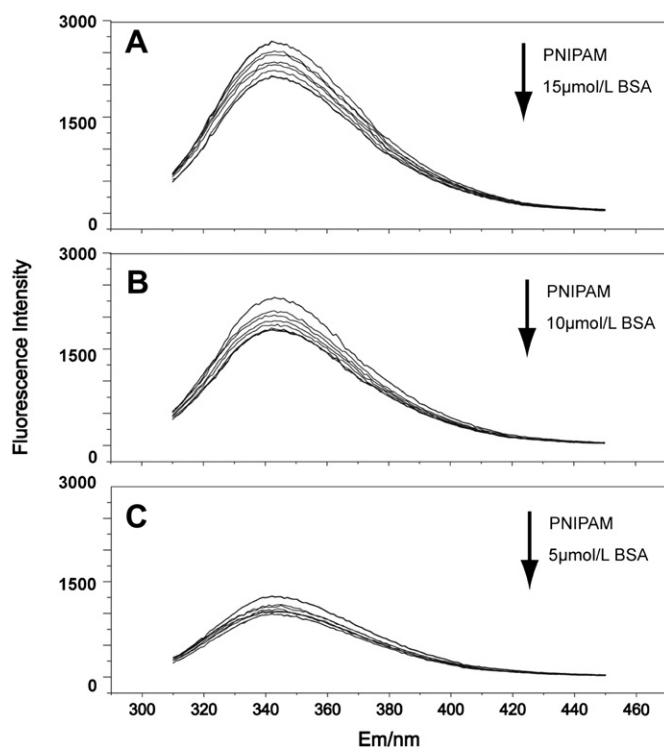 3000
A
PNIPAM
15μmol/L BSA
1500
0
3000
B
PNIPAM
10μmol/L BSA
1500
0
Fluorescence Intensity
3000
C
PNIPAM
5μmol/L BSA
1500
0
300 320 340 360 380 400 420 440 460
Em/nm